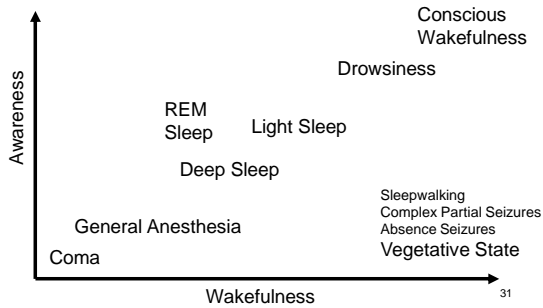 Conscious
Wakefulness
Drowsiness
REM
Sleep
Light Sleep
Deep Sleep
Awareness
Sleepwalking
Complex Partial Seizures
Absence Seizures
Vegetative State
General Anesthesia
Coma
Wakefulness
31